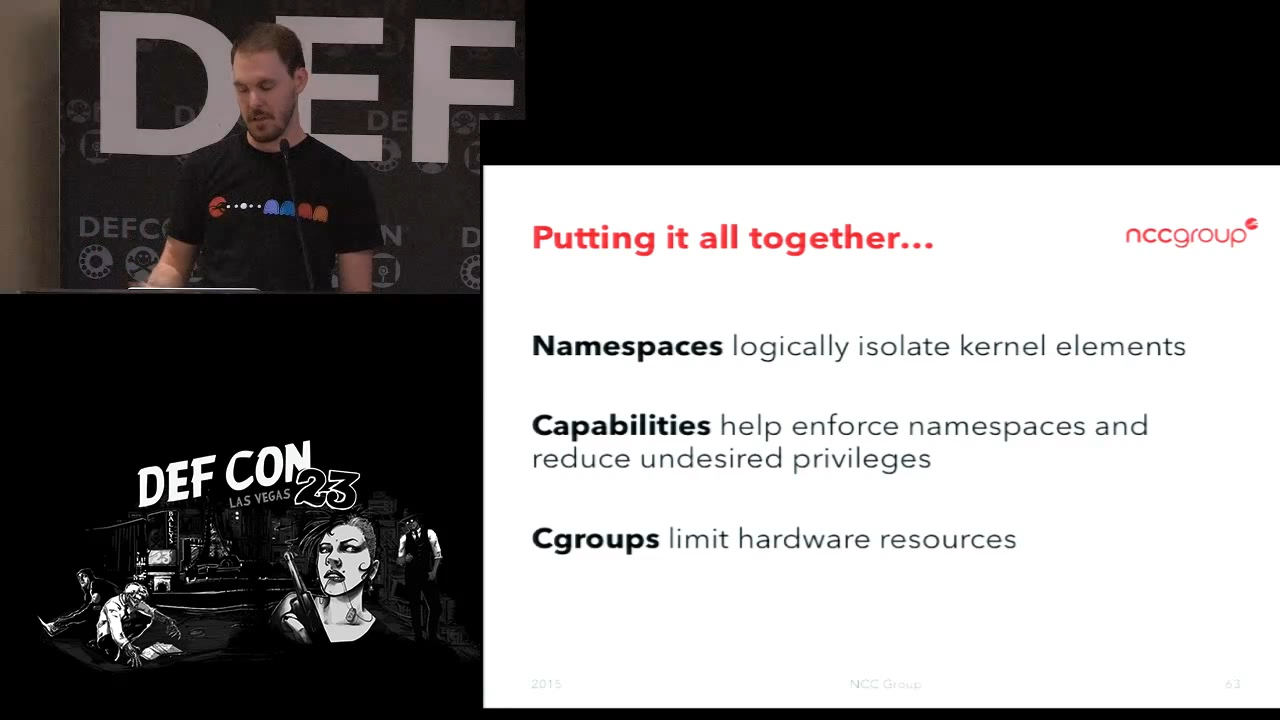 DEF
DEFCON
DEF CON
23
LAS VEGAS
BALLY'S
Putting it all together...
nccgroup
Namespaces logically isolate kernel elements
Capabilities help enforce namespaces and
reduce undesired privileges
Cgroups limit hardware resources
2015
NCC Group
63